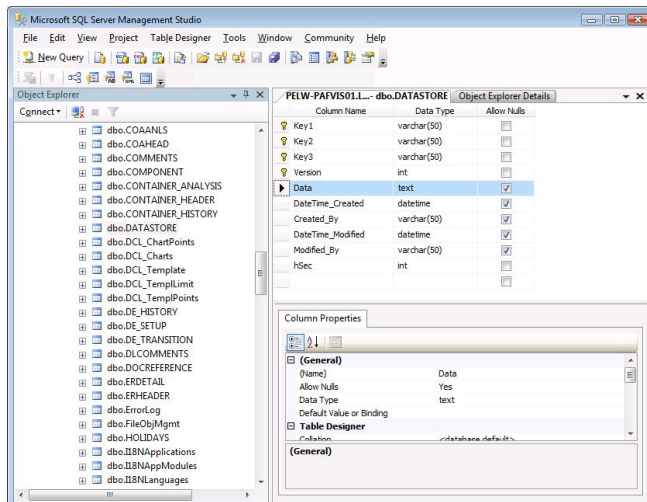 Microsoft SQL Server Management Studio
File Edit View Project Table Designer Tools Window Community Help
New Query
Object Explorer
Connect
dbo.COAANLS
dbo.COAHEAD
dbo.COMMENTS
dbo.COMPONENT
dbo.CONTAINER_ANALYSIS
dbo.CONTAINER_HEADER
dbo.CONTAINER_HISTORY
dbo.DATASTORE
dbo.DCL_ChartPoints
dbo.DCL_Charts
dbo.DCL_Template
dbo.DCL_TemplLimit
dbo.DCL_TemplPoints
dbo.DE_HISTORY
dbo.DE_SETUP
dbo.DE_TRANSITION
dbo.DLCOMMENTS
dbo.DOCREFERENCE
dbo.ERDETAIL
dbo.ERHEADER
dbo.ErrorLog
dbo.FileObjMgmt
dbo.HOLIDAYS
dbo.I18NApplications
dbo.I18NAppModules
dbo.I18NLanguages
PELW-PAFVIS01.L...- dbo.DATASTORE Object Explorer Details
Column Name Data Type Allow Nulls
Key1 varchar(50)
Key2 varchar(50)
Key3 varchar(50)
Version int
Data text
DateTime_Created datetime
Created_By varchar(50)
DateTime_Modified datetime
Modified_By varchar(50)
hSec int
Column Properties
(General)
(Name) Data
Allow Nulls Yes
Data Type text
Default Value or Binding
Table Designer
Collation <database default>
(General)